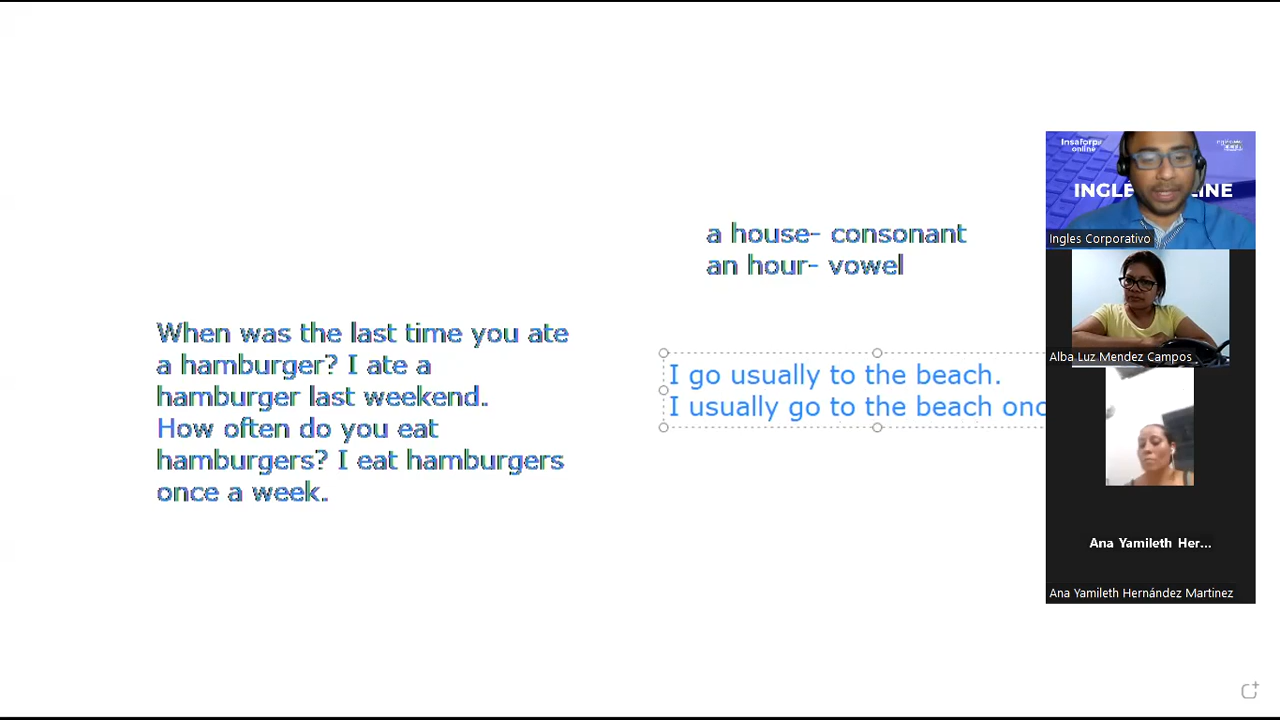 a house- consonant
an hour- vowel
When was the last time you ate
a hamburger? I ate a
hamburger last weekend.
How often do you eat
hamburgers? I eat hamburgers
once a week.
I go usually to the beach.
I usually go to the beach
Insaforp
online
Ingles Corporativo
Alba Luz Mendez Campos
Ana Yamileth Her...
Ana Yamileth Hernández Martinez